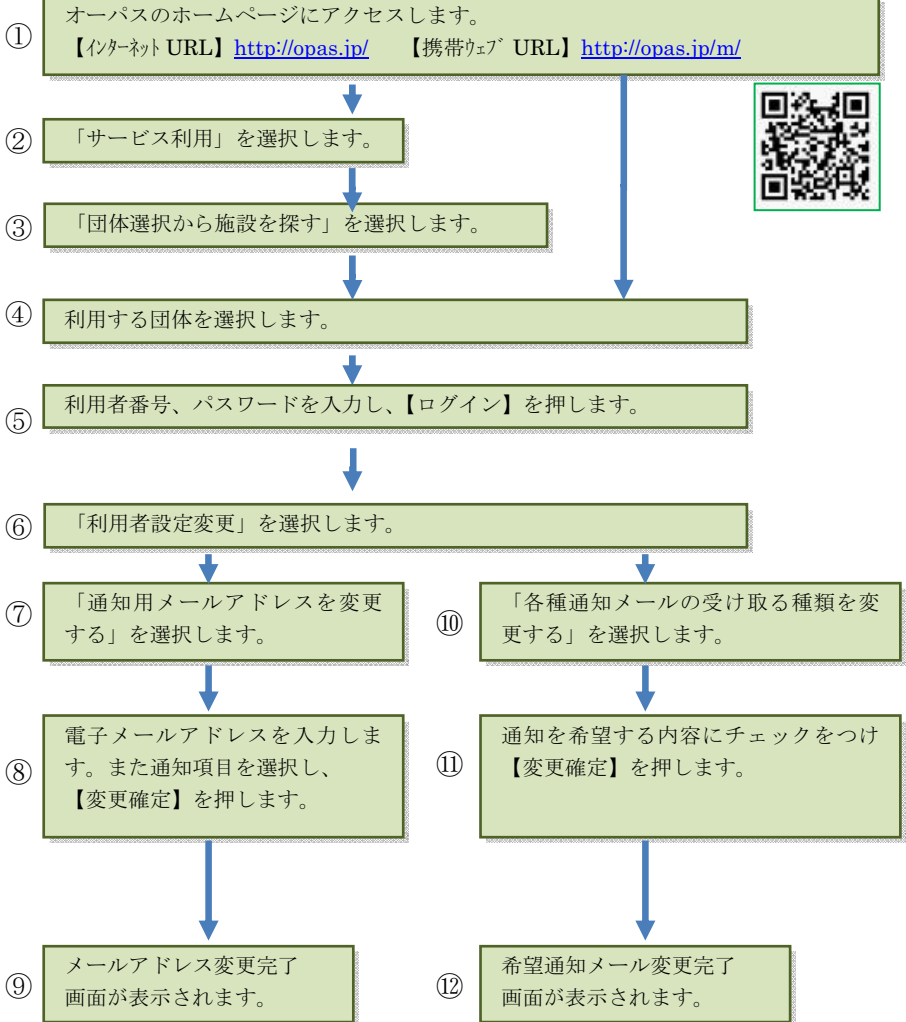 ①
オーパスのホームページにアクセスします。
【インターネット URL】http://opas.jp/ 【携帯ウェブ URL】http://opas.jp/m/
②
「サービス利用」を選択します。
③
「団体選択から施設を探す」を選択します。
④
利用する団体を選択します。
⑤
利用者番号、パスワードを入力し、【ログイン】を押します。
⑥
「利用者設定変更」を選択します。
⑦
「通知用メールアドレスを変更
する」を選択します。
⑧
電子メールアドレスを入力しま
す。また通知項目を選択し、
【変更確定】を押します。
⑨
メールアドレス変更完了
画面が表示されます。
⑩
「各種通知メールの受け取る種類を変
更する」を選択します。
⑪
通知を希望する内容にチェックをつけ
【変更確定】を押します。
⑫
希望通知メール変更完了
画面が表示されます。